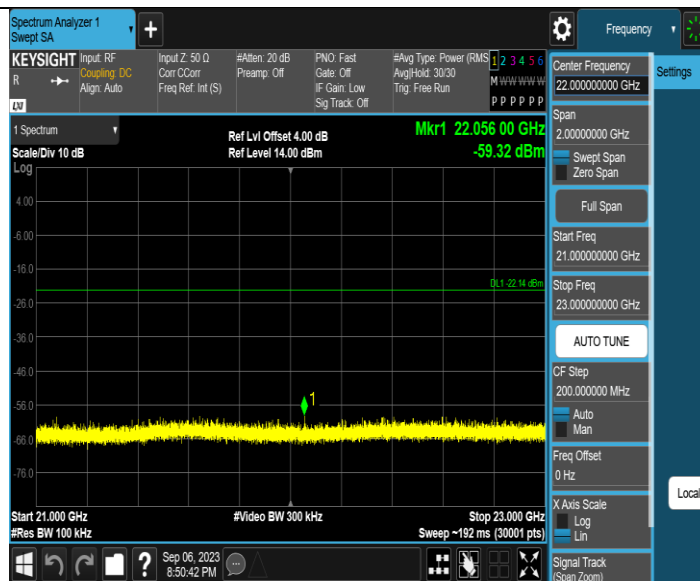 Spectrum Analyzer 1
Swept SA
Frequency
KEYSIGHT
R
Input: RF
Coupling: DC
Align: Auto
Input Z: 50 Ω
Corr CCorr
Freq Ref: Int (S)
#Atten: 20 dB
Preamp: Off
PNO: Fast
Gate: Off
IF Gain: Low
Sig Track: Off
#Avg Type: Power (RMS
Avg|Hold: 30/30
Trig: Free Run
1 2 3 4 5 6
M W W W W W
P P P P P P
LXI
1 Spectrum
Scale/Div 10 dB
Log
Ref Lvl Offset 4.00 dB
Ref Level 14.00 dBm
Mkr1 22.056 00 GHz
-59.32 dBm
4.00
-6.00
-16.0
DL1 -22.14 dBm
-26.0
-36.0
-46.0
1
-56.0
-66.0
-76.0
Start 21.000 GHz
#Res BW 100 kHz
#Video BW 300 kHz
Stop 23.000 GHz
Sweep ~192 ms (30001 pts)
?
Sep 06, 2023
8:50:42 PM
Center Frequency
22.00000000 GHz
Settings
Span
2.00000000 GHz
Swept Span
Zero Span
Full Span
Start Freq
21.000000000 GHz
Stop Freq
23.000000000 GHz
AUTO TUNE
CF Step
200.000000 MHz
Auto
Man
Freq Offset
0 Hz
X Axis Scale
Log
Lin
Local
Signal Track
(Span Zoom)